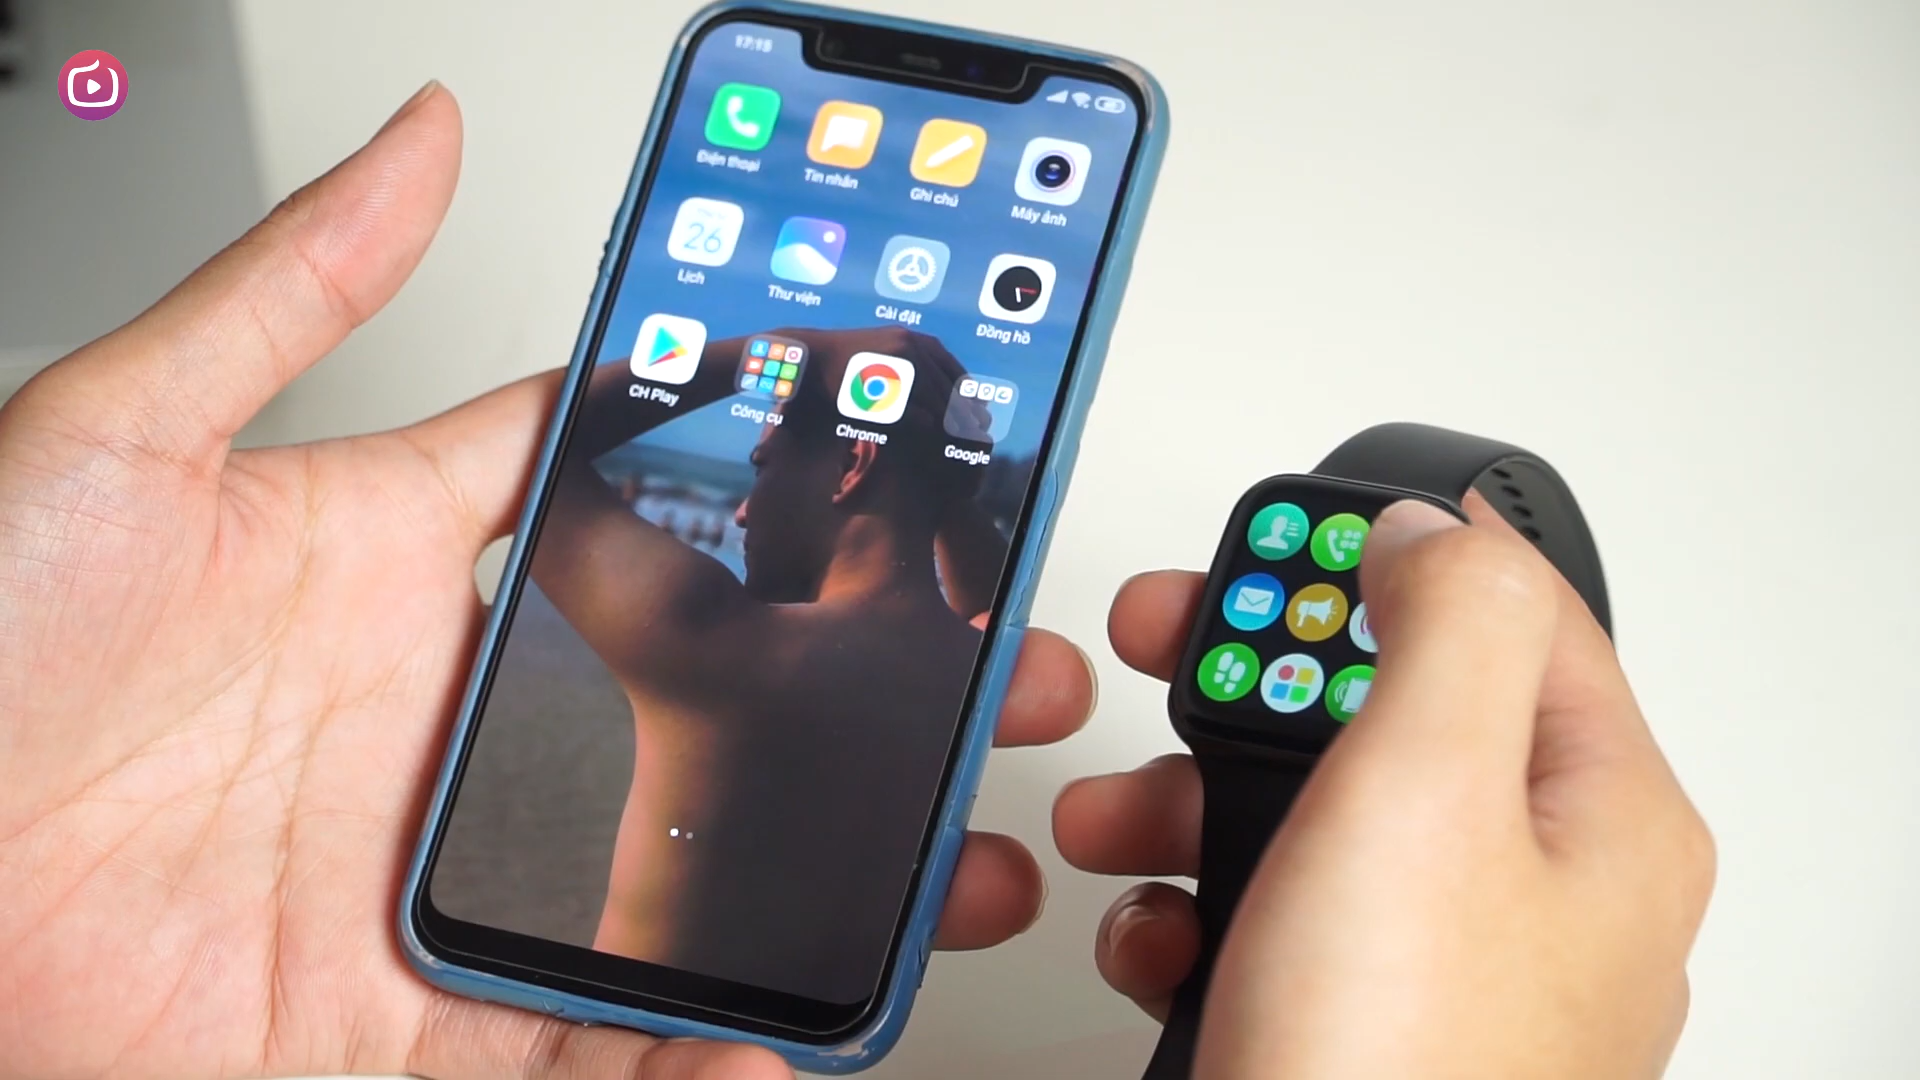 17:15
Điện thoại
Tin nhắn
Ghi chú
Máy ảnh
26
Lịch
Thư viện
Cài đặt
Đồng hồ
CH Play
Công cụ
Chrome
Google